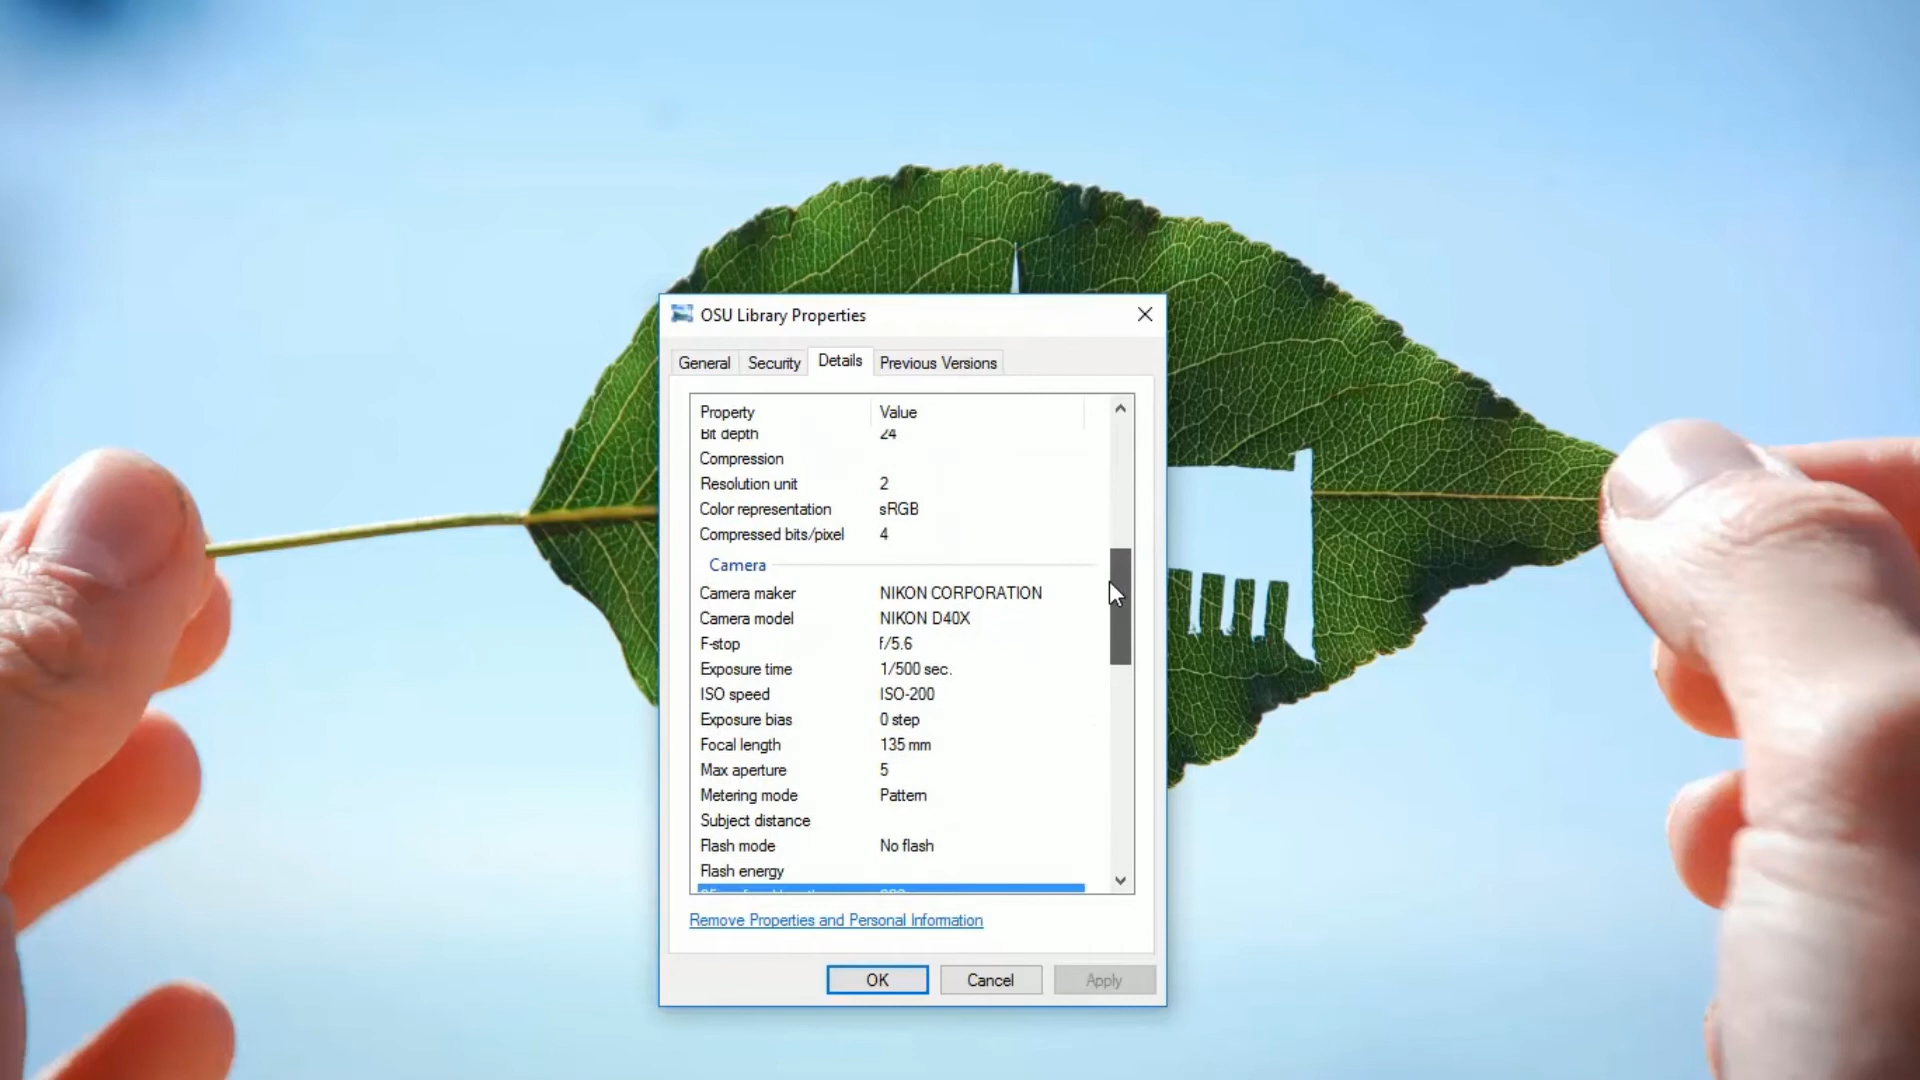 OSU Library Properties
General Security Details Previous Versions
Property Value
Bit depth 24
Compression
Resolution unit 2
Color representation sRGB
Compressed bits/pixel 4
Camera
Camera maker NIKON CORPORATION
Camera model NIKON D40X
F-stop f/5.6
Exposure time 1/500 sec.
ISO speed ISO-200
Exposure bias 0 step
Focal length 135 mm
Max aperture 5
Metering mode Pattern
Subject distance
Flash mode No flash
Flash energy
Remove Properties and Personal Information
OK Cancel Apply